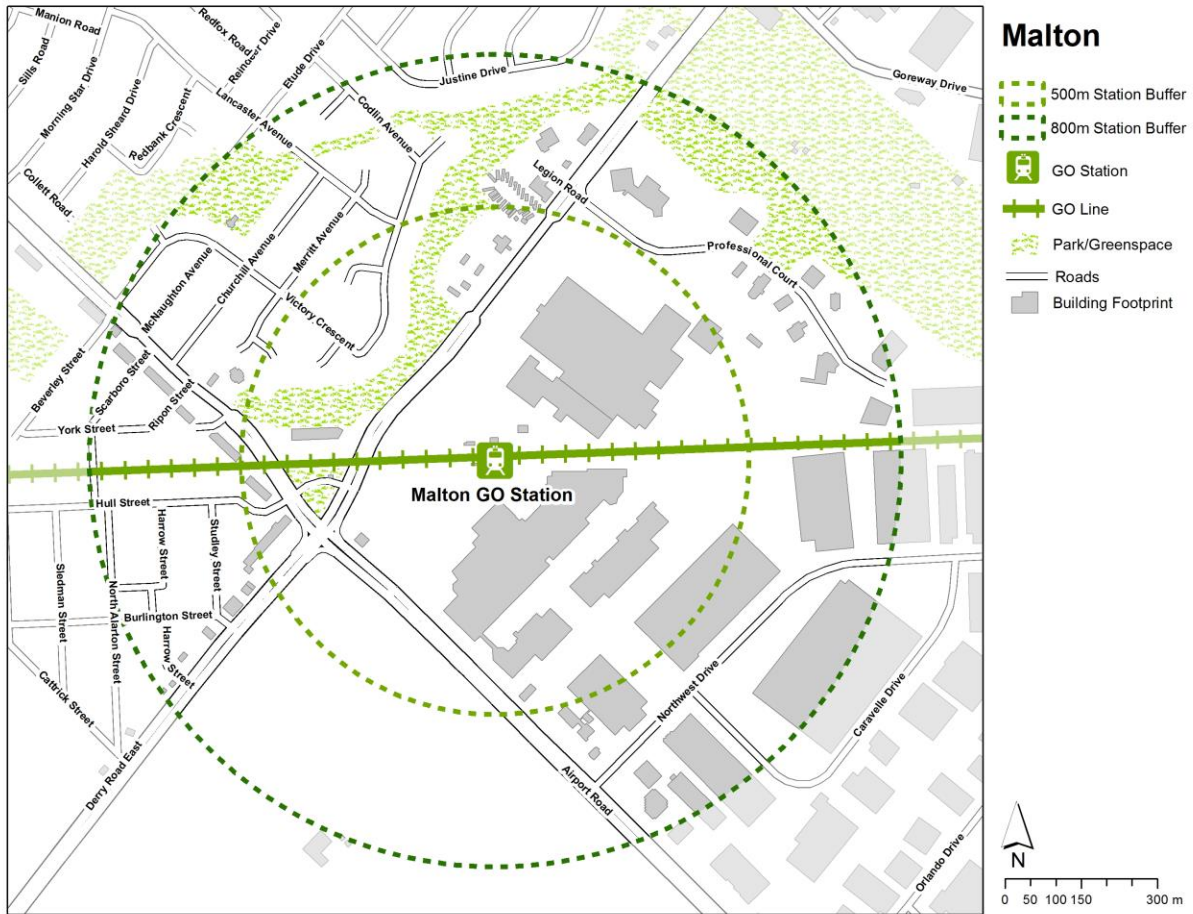 Malton
500m Station Buffer
800m Station Buffer
GO Station
GO Line
Park/Greenspace
Roads
Building Footprint
N
0 50 100 150 300 m
Manion Road
Sills Road
Morning Star Drive
Harold Sheard Drive
Redbank Crescent
Collett Road
Redfox Road
Reindeer Drive
Etude Drive
Lancaster Avenue
Codlin Avenue
Justine Drive
Goreway Drive
Legion Road
Professional Court
McNaughton Avenue
Churchill Avenue
Merritt Avenue
Victory Crescent
Beverley Street
Scarboro Street
Ripon Street
York Street
Malton GO Station
Hull Street
Harrow Street
Studley Street
Sledman Street
North Alarton Street
Burlington Street
Harrow Street
Cattrick Street
Derry Road East
Airport Road
Northwest Drive
Caravelle Drive
Orlando Drive